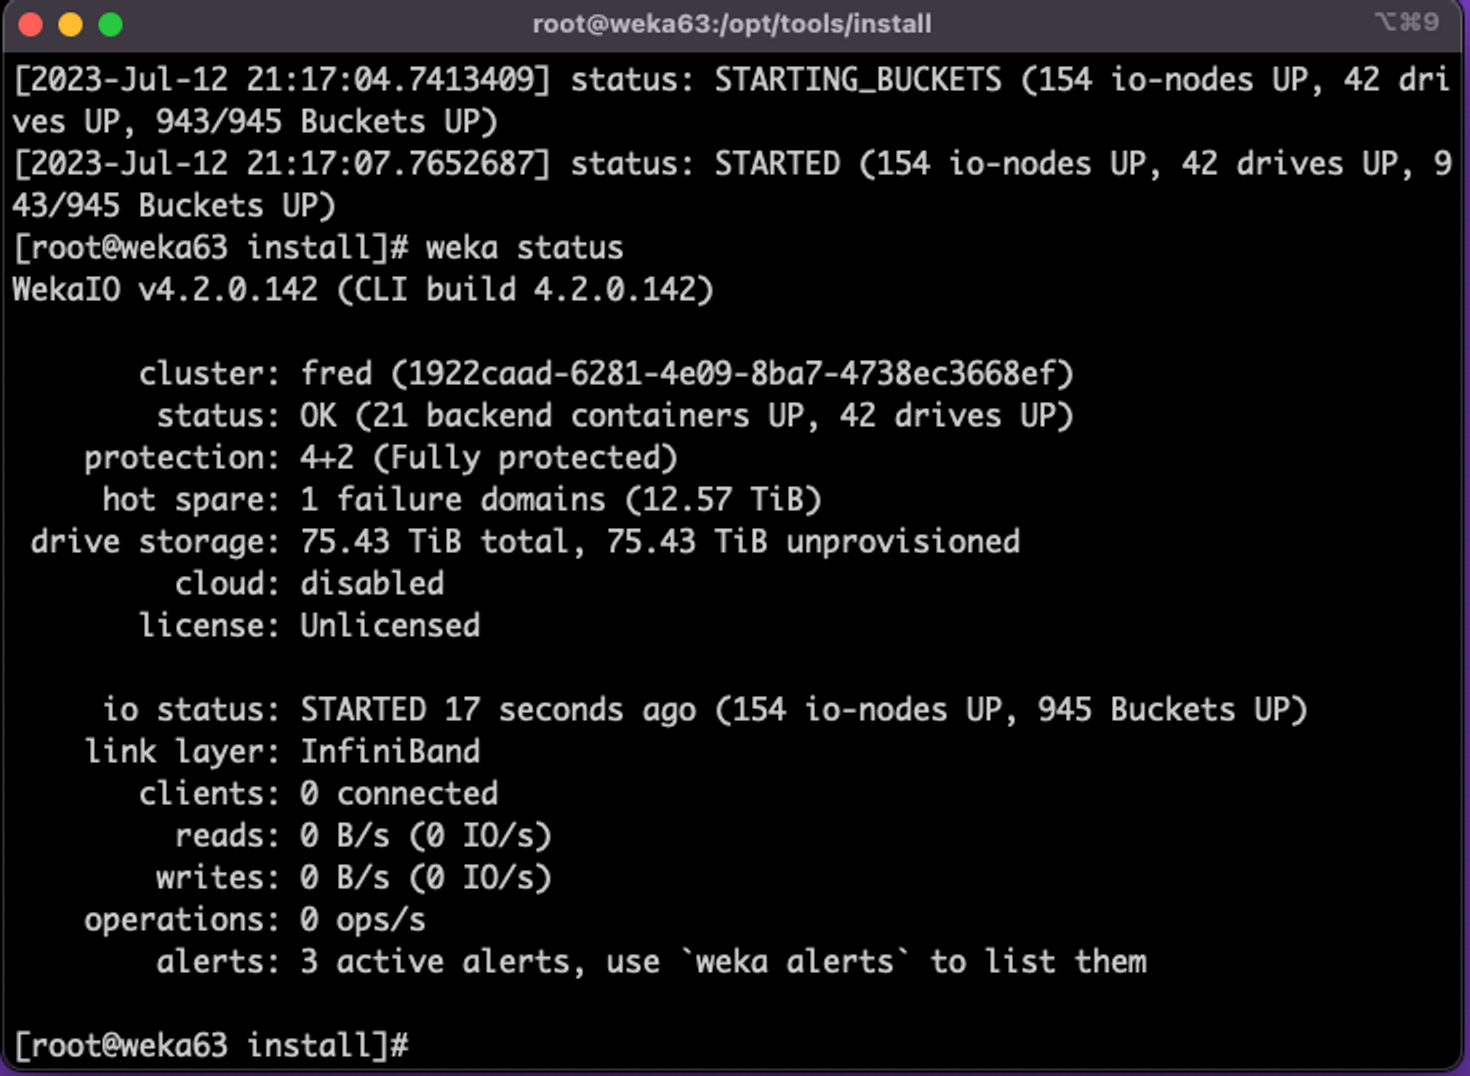 root@weka63:/opt/tools/install
⌥⌘9
[2023-Jul-12 21:17:04.7413409] status: STARTING_BUCKETS (154 io-nodes UP, 42 dri
ves UP, 943/945 Buckets UP)
[2023-Jul-12 21:17:07.7652687] status: STARTED (154 io-nodes UP, 42 drives UP, 9
43/945 Buckets UP)
[root@weka63 install]# weka status
WekaIO v4.2.0.142 (CLI build 4.2.0.142)
cluster: fred (1922caad-6281-4e09-8ba7-4738ec3668ef)
status: OK (21 backend containers UP, 42 drives UP)
protection: 4+2 (Fully protected)
hot spare: 1 failure domains (12.57 TiB)
drive storage: 75.43 TiB total, 75.43 TiB unprovisioned
cloud: disabled
license: Unlicensed
io status: STARTED 17 seconds ago (154 io-nodes UP, 945 Buckets UP)
link layer: InfiniBand
clients: 0 connected
reads: 0 B/s (0 IO/s)
writes: 0 B/s (0 IO/s)
operations: 0 ops/s
alerts: 3 active alerts, use `weka alerts` to list them
[root@weka63 install]#